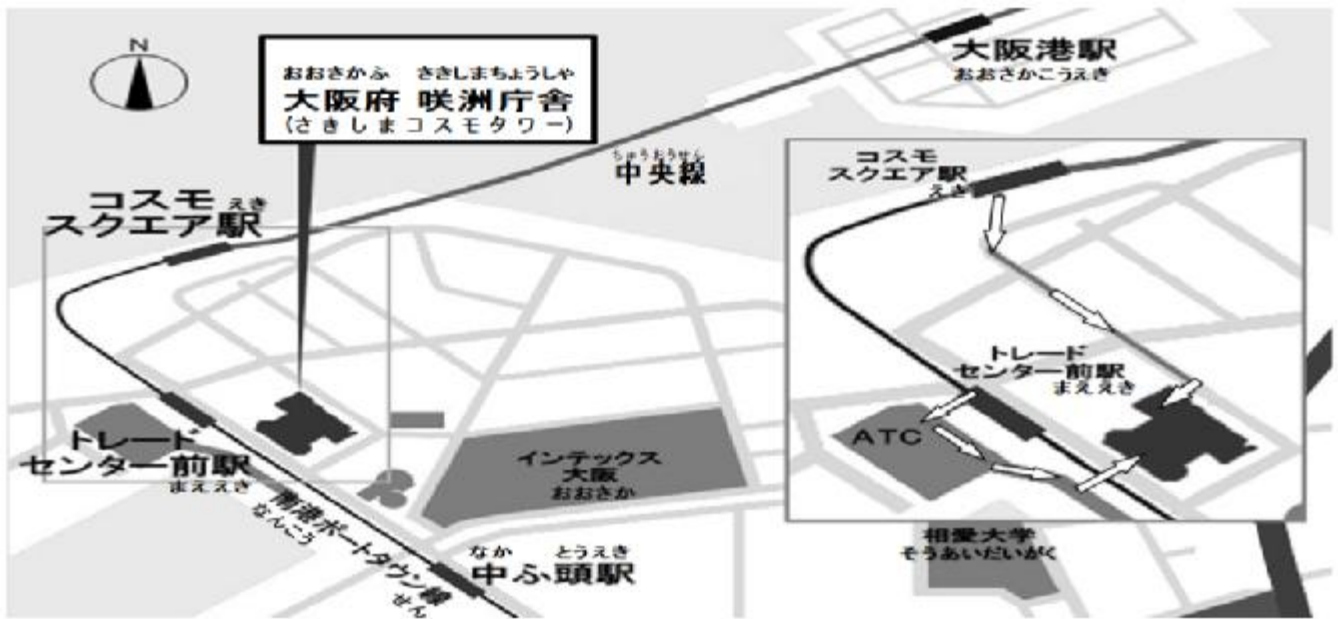 N
おおさかふ さきしまちょうしゃ
大阪府 咲洲庁舎
(さきしまコスモタワー)
大阪港駅
おおさかこうえき
ちゅうおうせん
中央線
コスモ
スクエア駅
えき
トレード
センター前駅
まええき
南港ポートタウン線
なんこう
せん
インテックス
大阪
おおさか
なか とうえき
中ふ頭駅
コスモ
スクエア駅
えき
トレード
センター前駅
まええき
ATC
相愛大学
そうあいだいがく